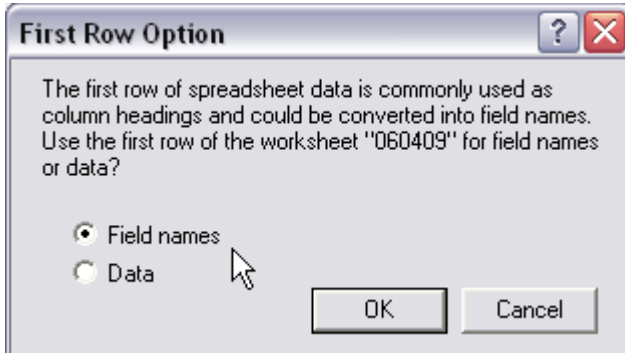 First Row Option
The first row of spreadsheet data is commonly used as
column headings and could be converted into field names.
Use the first row of the worksheet "060409" for field names
or data?
Field names
Data
OK Cancel